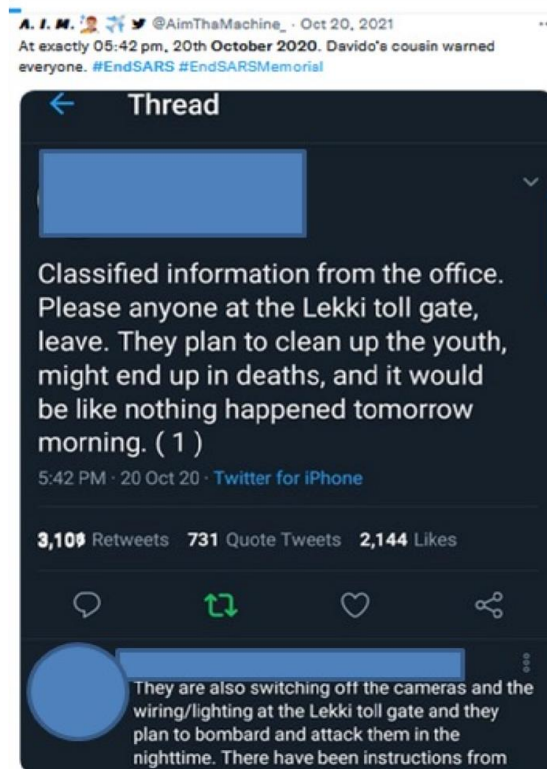 A. I. M. @AimThaMachine_ · Oct 20, 2021
At exactly 05:42 pm, 20th October 2020. Davido's cousin warned
everyone. #EndSARS #EndSARSMemorial
Thread
Classified information from the office.
Please anyone at the Lekki toll gate,
leave. They plan to clean up the youth,
might end up in deaths, and it would
be like nothing happened tomorrow
morning. ( 1 )
5:42 PM · 20 Oct 20 · Twitter for iPhone
Retweets 731 Quote Tweets 2,144 Likes
They are also switching off the cameras and the
wiring/lighting at the Lekki toll gate and they
plan to bombard and attack them in the
nighttime. There have been instructions from